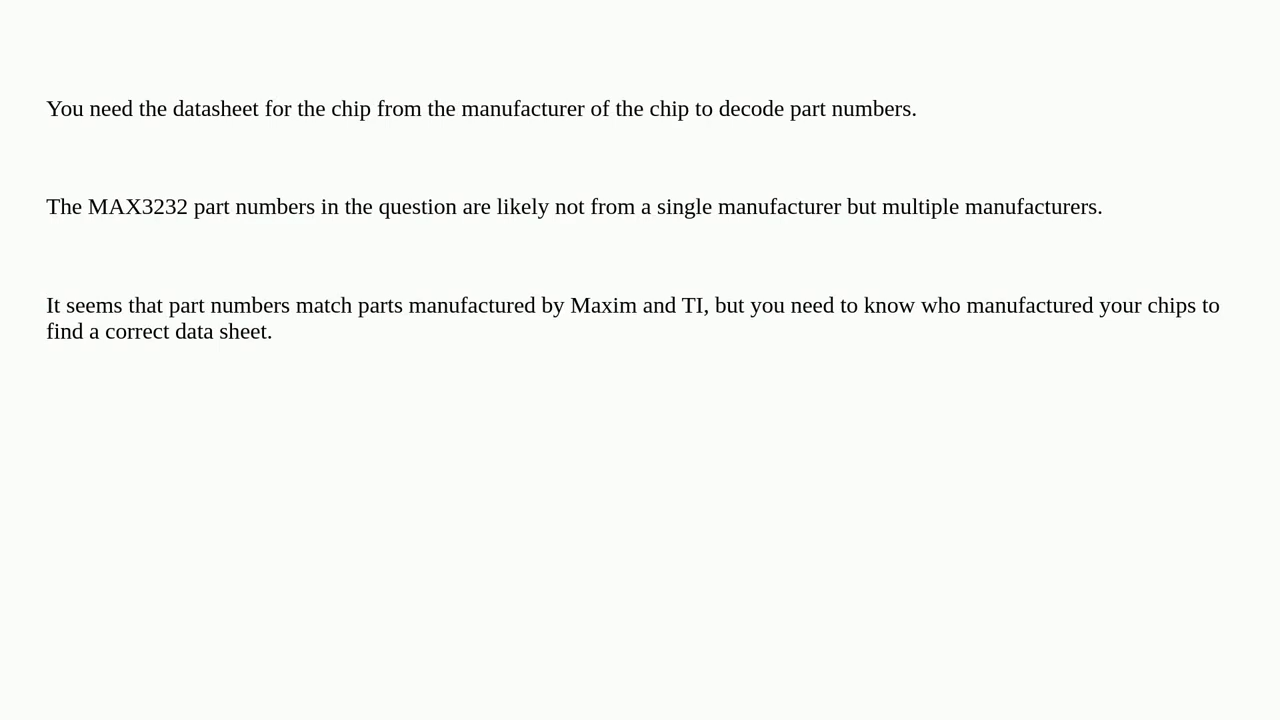 You need the datasheet for the chip from the manufacturer of the chip to decode part numbers.
The MAX3232 part numbers in the question are likely not from a single manufacturer but multiple manufacturers.
It seems that part numbers match parts manufactured by Maxim and TI, but you need to know who manufactured your chips to
find a correct data sheet.